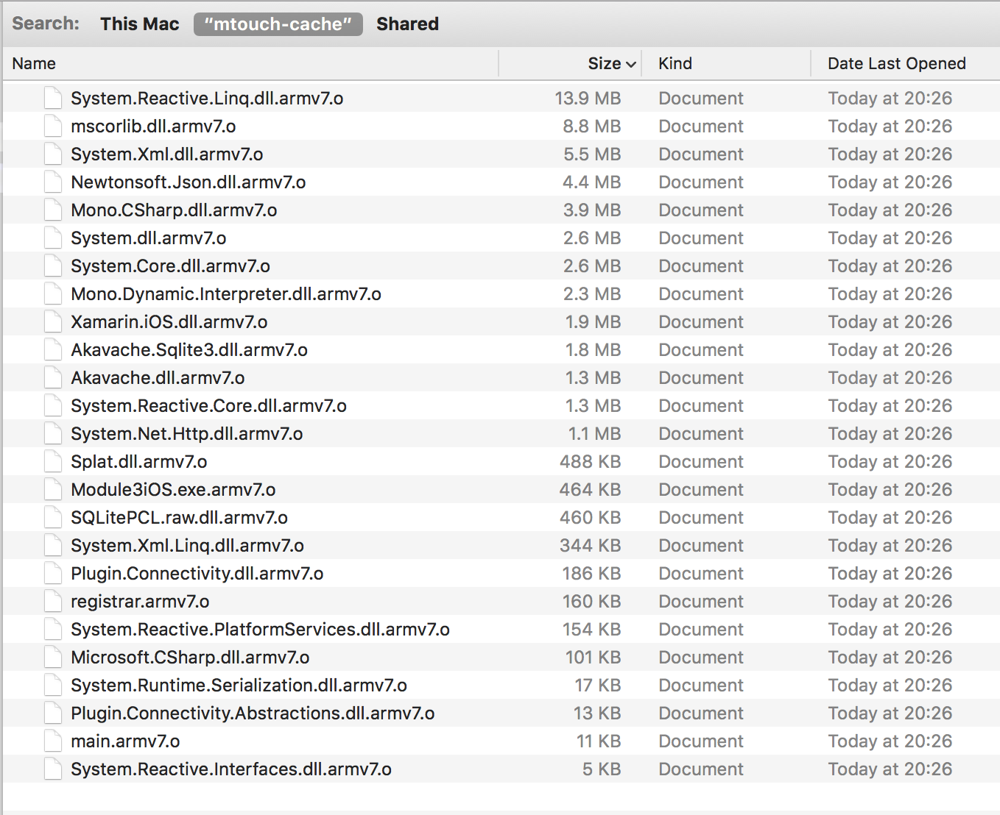 Search: This Mac “mtouch-cache” Shared
Name Size Kind Date Last Opened
System.Reactive.Linq.dll.armv7.o 13.9 MB Document Today at 20:26
mscorlib.dll.armv7.o 8.8 MB Document Today at 20:26
System.Xml.dll.armv7.o 5.5 MB Document Today at 20:26
Newtonsoft.Json.dll.armv7.o 4.4 MB Document Today at 20:26
Mono.CSharp.dll.armv7.o 3.9 MB Document Today at 20:26
System.dll.armv7.o 2.6 MB Document Today at 20:26
System.Core.dll.armv7.o 2.6 MB Document Today at 20:26
Mono.Dynamic.Interpreter.dll.armv7.o 2.3 MB Document Today at 20:26
Xamarin.iOS.dll.armv7.o 1.9 MB Document Today at 20:26
Akavache.Sqlite3.dll.armv7.o 1.8 MB Document Today at 20:26
Akavache.dll.armv7.o 1.3 MB Document Today at 20:26
System.Reactive.Core.dll.armv7.o 1.3 MB Document Today at 20:26
System.Net.Http.dll.armv7.o 1.1 MB Document Today at 20:26
Splat.dll.armv7.o 488 KB Document Today at 20:26
Module3iOS.exe.armv7.o 464 KB Document Today at 20:26
SQLitePCL.raw.dll.armv7.o 460 KB Document Today at 20:26
System.Xml.Linq.dll.armv7.o 344 KB Document Today at 20:26
Plugin.Connectivity.dll.armv7.o 186 KB Document Today at 20:26
registrar.armv7.o 160 KB Document Today at 20:26
System.Reactive.PlatformServices.dll.armv7.o 154 KB Document Today at 20:26
Microsoft.CSharp.dll.armv7.o 101 KB Document Today at 20:26
System.Runtime.Serialization.dll.armv7.o 17 KB Document Today at 20:26
Plugin.Connectivity.Abstractions.dll.armv7.o 13 KB Document Today at 20:26
main.armv7.o 11 KB Document Today at 20:26
System.Reactive.Interfaces.dll.armv7.o 5 KB Document Today at 20:26